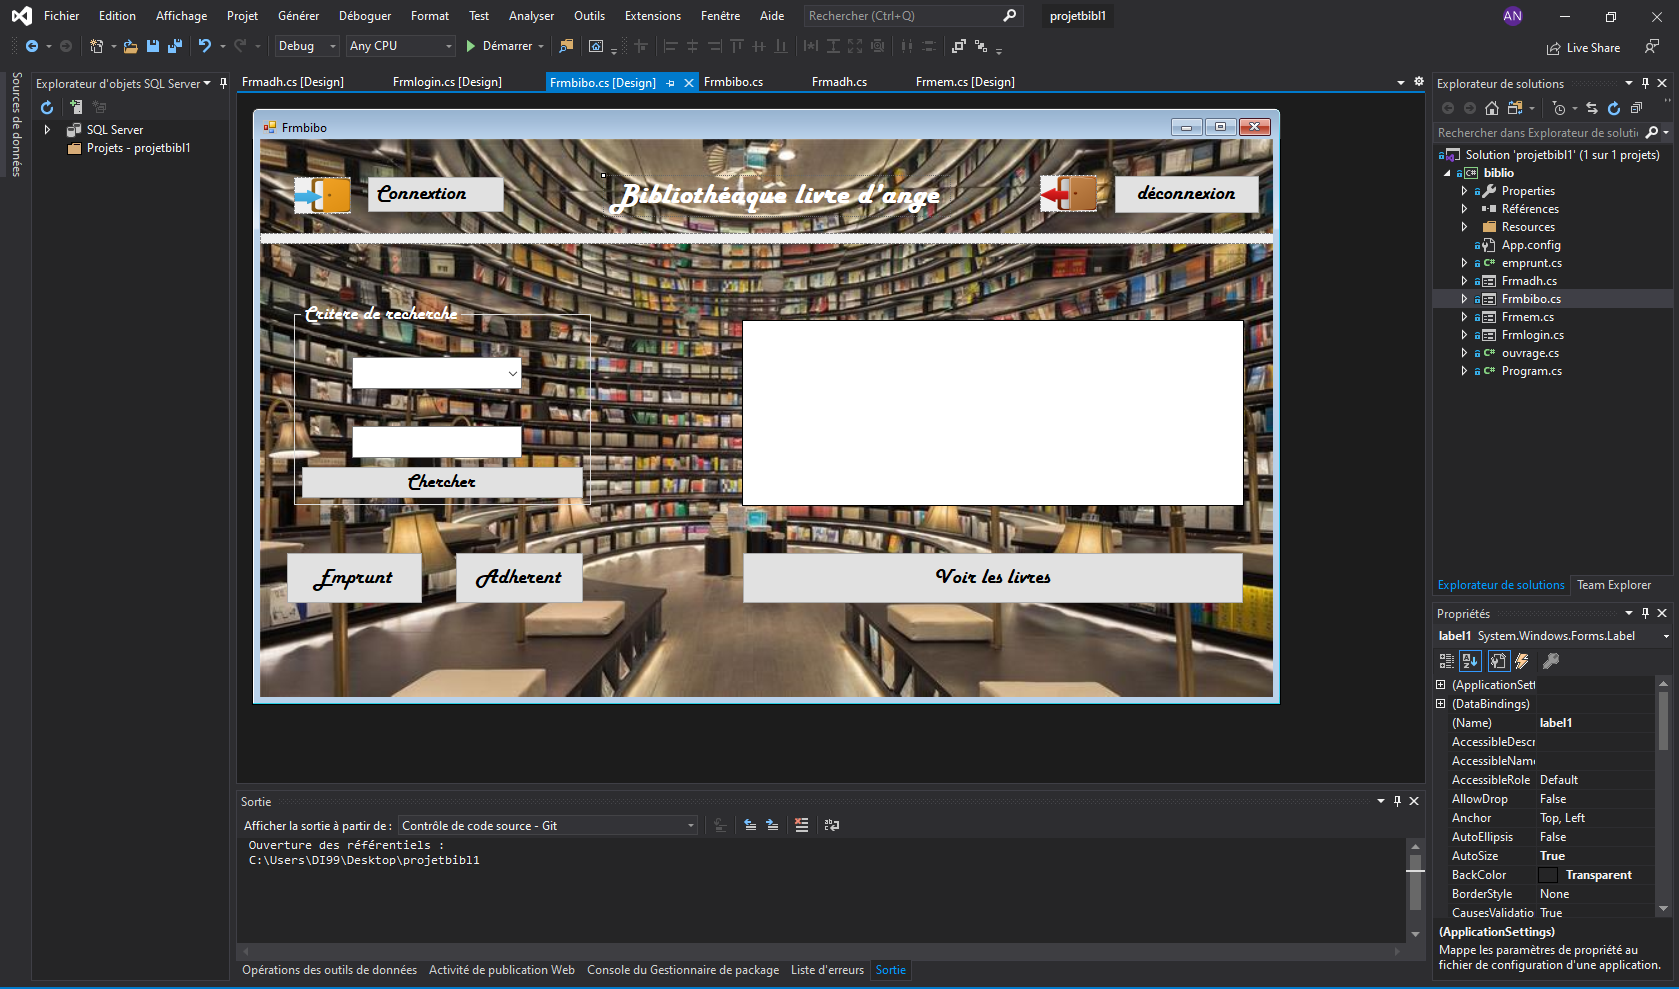 Fichier Edition Affichage Projet Générer Déboguer Format Test Analyser Outils Extensions Fenêtre Aide Rechercher (Ctrl+Q) projetbibl1 AN
Debug Any CPU Démarrer Live Share
Sources de données
Explorateur d'objets SQL Server
SQL Server
Projets - projetbibl1
Frmadh.cs [Design] Frmlogin.cs [Design] Frmbibo.cs [Design] Frmbibo.cs Frmadh.cs Frmem.cs [Design]
Frmbibo
Connexion
Bibliothéque livre d'ange
déconnexion
Critere de recherche
Chercher
Emprunt
Adherent
Voir les livres
Sortie
Afficher la sortie à partir de : Contrôle de code source - Git
Ouverture des référentiels :
C:\Users\DI99\Desktop\projetbibl1
Opérations des outils de données Activité de publication Web Console du Gestionnaire de package Liste d'erreurs Sortie
Explorateur de solutions
Rechercher dans Explorateur de soluti
Solution 'projetbibl1' (1 sur 1 projets)
biblio
Properties
Références
Resources
App.config
emprunt.cs
Frmadh.cs
Frmbibo.cs
Frmem.cs
Frmlogin.cs
ouvrage.cs
Program.cs
Explorateur de solutions Team Explorer
Propriétés
label1 System.Windows.Forms.Label
(ApplicationSett
(DataBindings)
(Name) label1
AccessibleDescr
AccessibleName
AccessibleRole Default
AllowDrop False
Anchor Top, Left
AutoEllipsis False
AutoSize True
BackColor Transparent
BorderStyle None
CausesValidatio True
(ApplicationSettings)
Mappe les paramètres de propriété au
fichier de configuration d'une application.